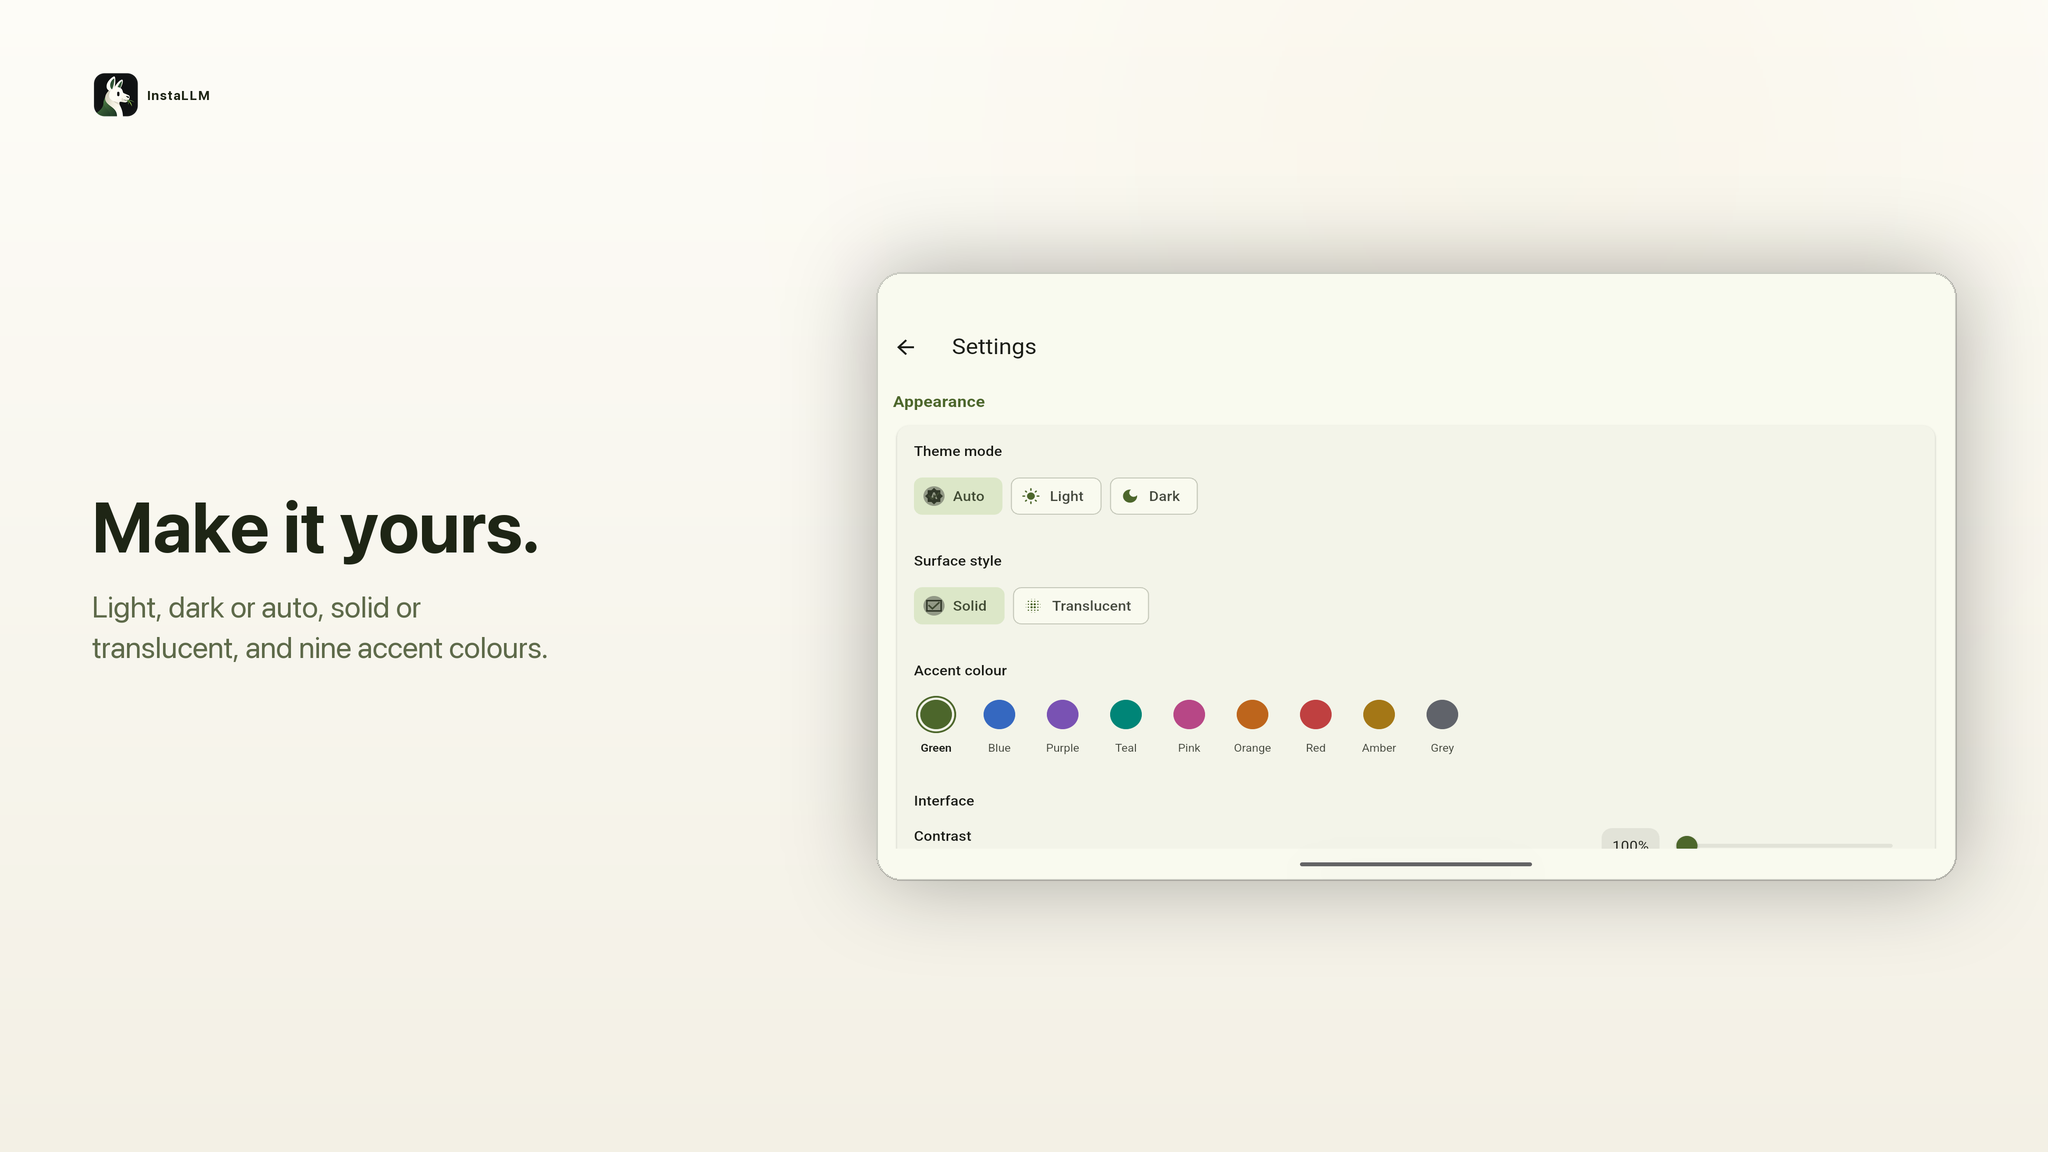 InstaLLM
Make it yours.
Light, dark or auto, solid or
translucent, and nine accent colours.
Settings
Appearance
Theme mode
Auto Light Dark
Surface style
Solid Translucent
Accent colour
Green Blue Purple Teal Pink Orange Red Amber Grey
Interface
Contrast
100%